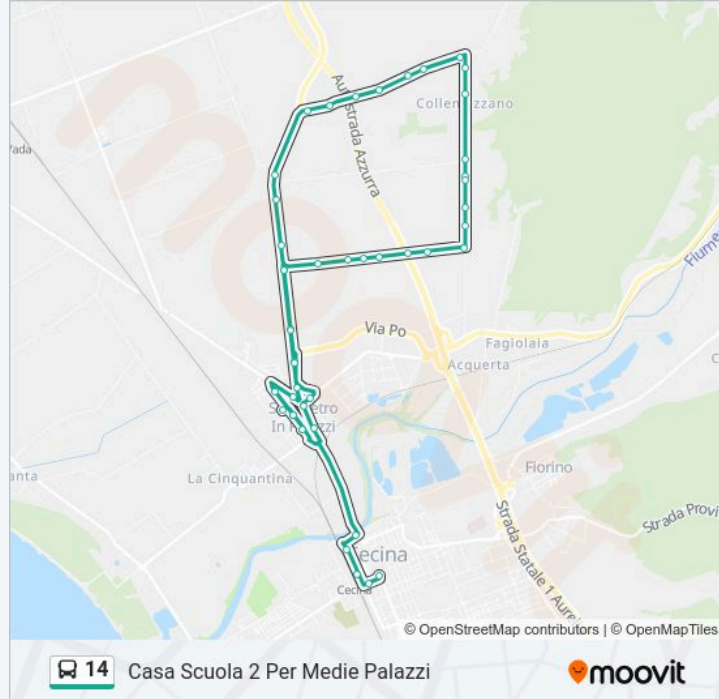 Collemezzano
Autostrada Azzurra
Fiume
Via Po
Fagiolaia
Acquerta
San Pietro
In Palazzi
La Cinquantina
Fiorino
Strada Provi
Cecina
Cecina
Strada Statale 1 Aurel
© OpenStreetMap contributors | © OpenMapTiles
14 Casa Scuola 2 Per Medie Palazzi
moovit